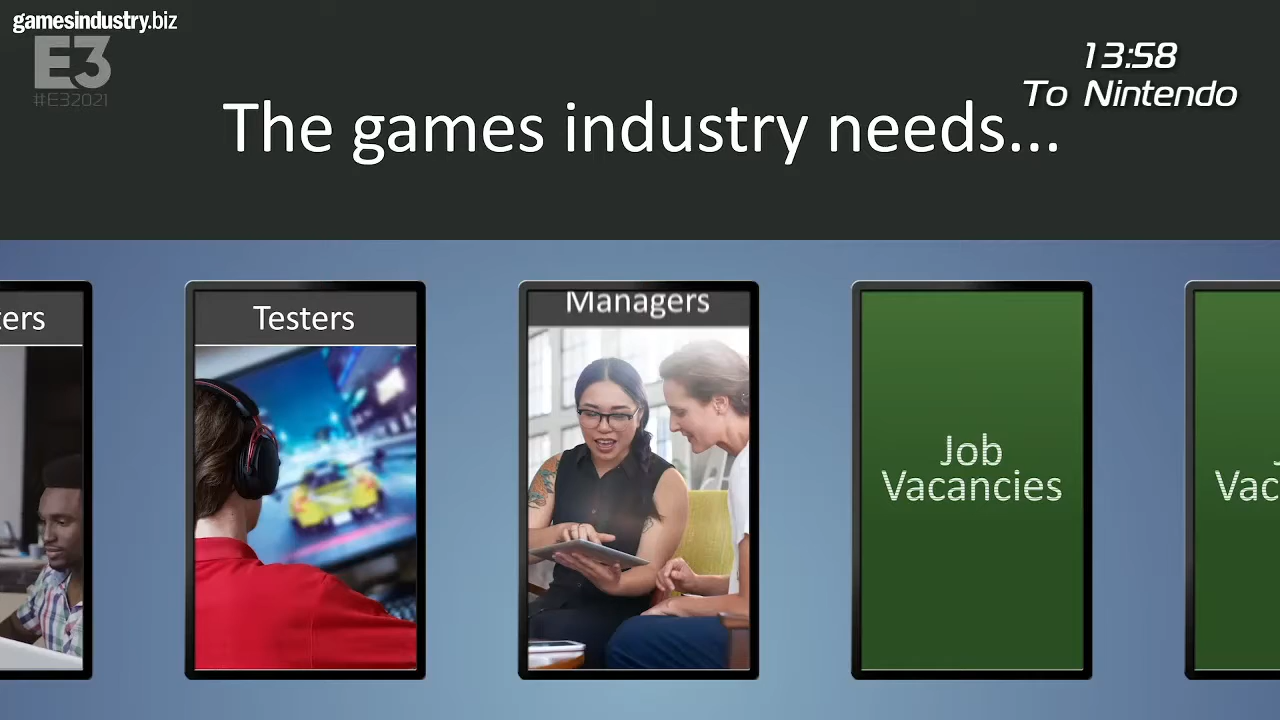 gamesindustry.biz
E3
#E32021
13:58
To Nintendo
The games industry needs...
ters
Testers
Managers
Job
Vacancies
Vac